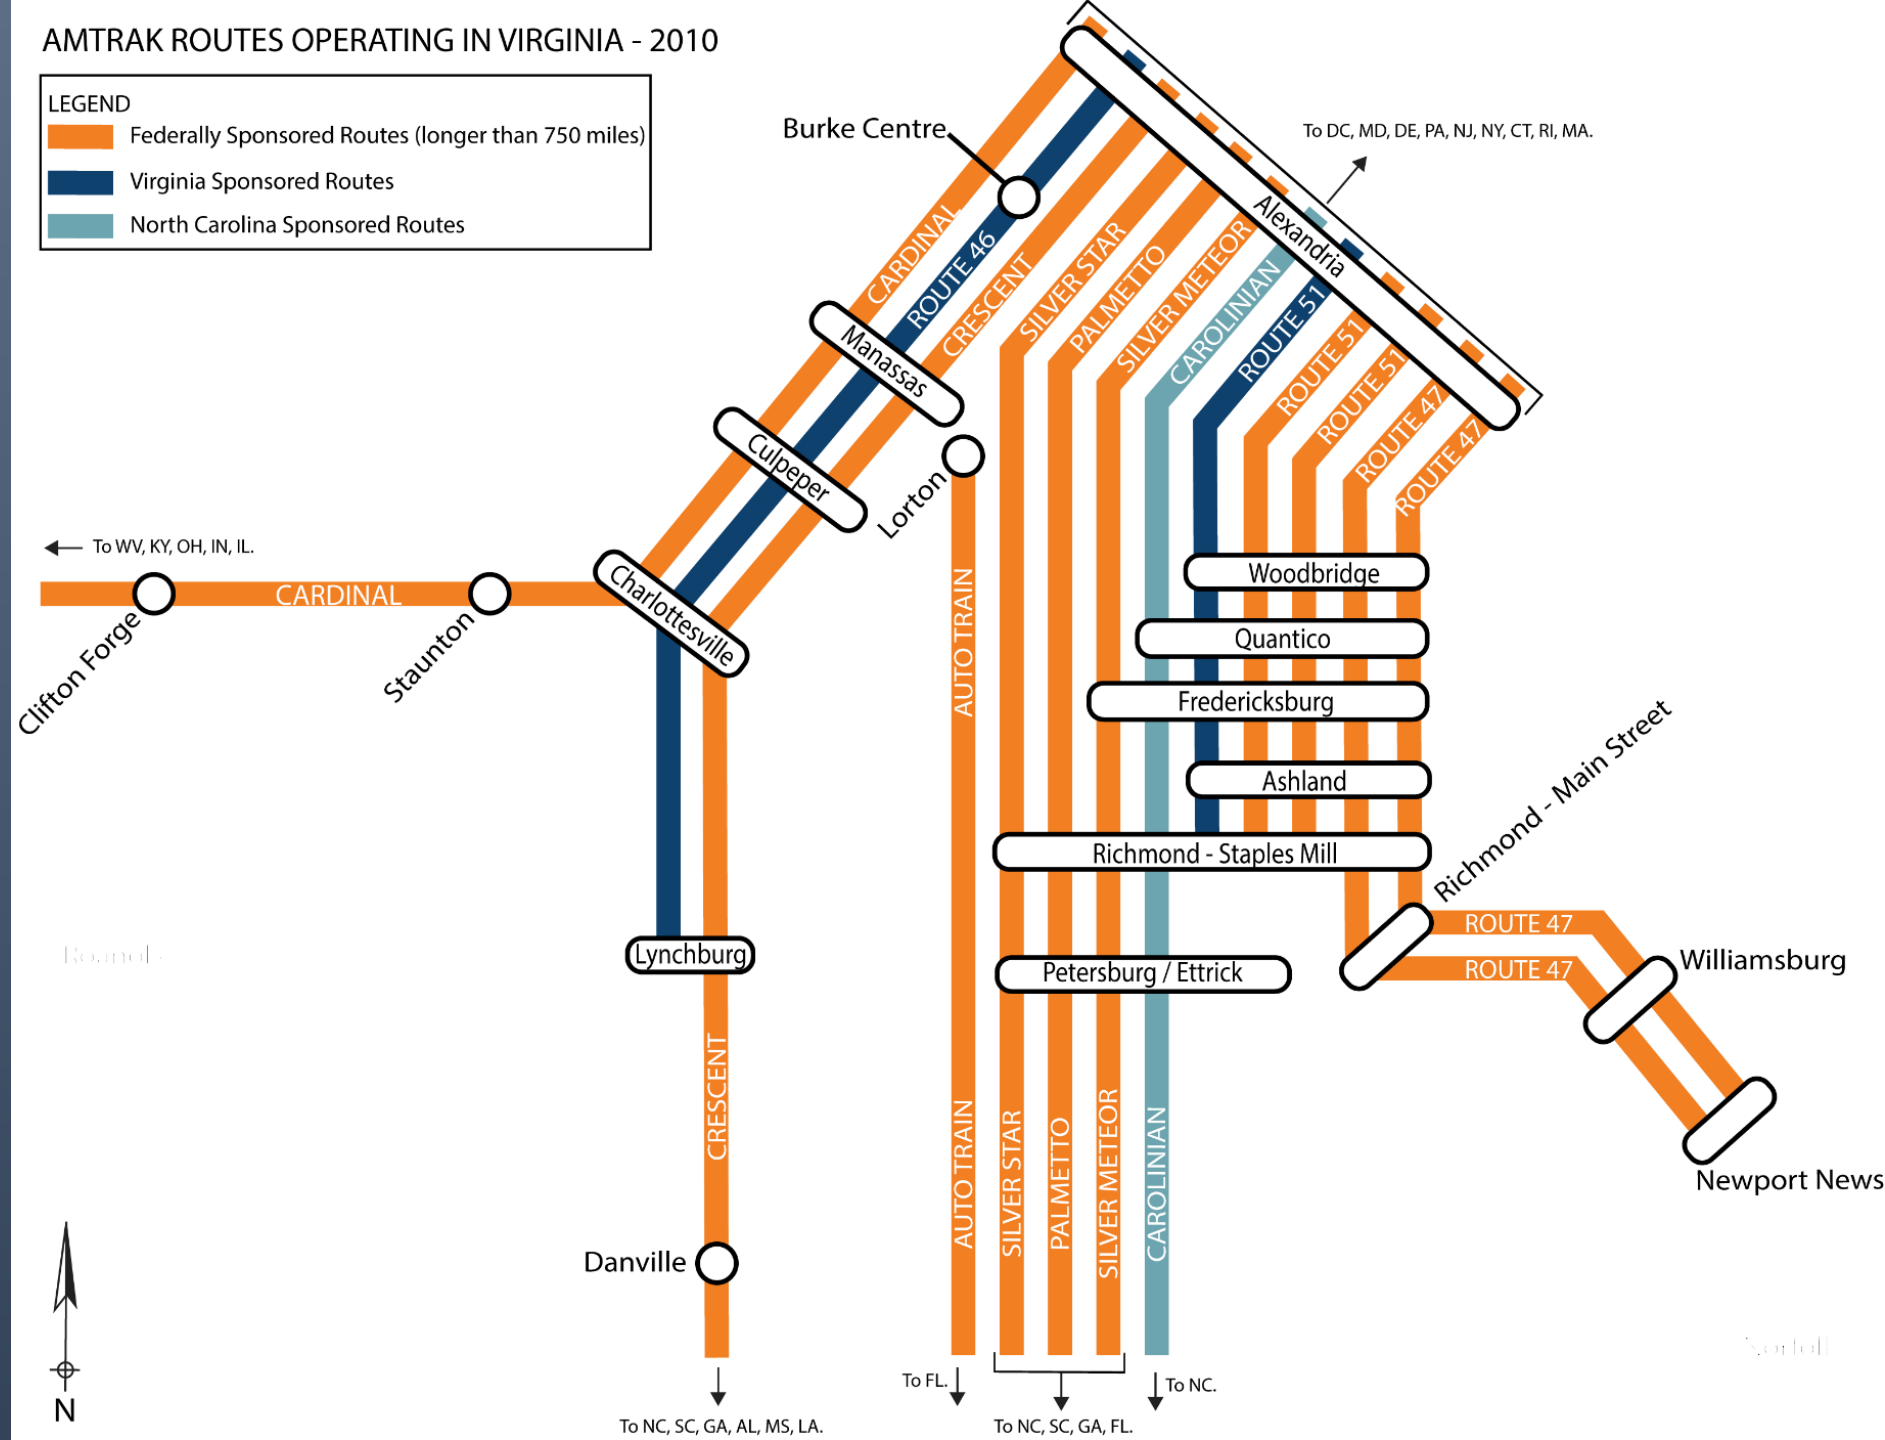 AMTRAK ROUTES OPERATING IN VIRGINIA - 2010
LEGEND
Federally Sponsored Routes (longer than 750 miles)
Virginia Sponsored Routes
North Carolina Sponsored Routes
Burke Centre
To DC, MD, DE, PA, NJ, NY, CT, RI, MA.
Alexandria
CARDINAL
ROUTE 46
CRESCENT
SILVER STAR
PALMETTO
SILVER METEOR
CAROLINIAN
ROUTE 51
ROUTE 51
ROUTE 51
ROUTE 47
ROUTE 47
Manassas
Culpeper
Lorton
To WV, KY, OH, IN, IL.
CARDINAL
Clifton Forge
Staunton
Charlottesville
AUTO TRAIN
Woodbridge
Quantico
Fredericksburg
Ashland
Richmond - Staples Mill
Richmond - Main Street
ROUTE 47
ROUTE 47
Williamsburg
Newport News
Lynchburg
Petersburg / Ettrick
CRESCENT
AUTO TRAIN
SILVER STAR
PALMETTO
SILVER METEOR
CAROLINIAN
Danville
N
To NC, SC, GA, AL, MS, LA.
To FL.
To NC, SC, GA, FL.
To NC.